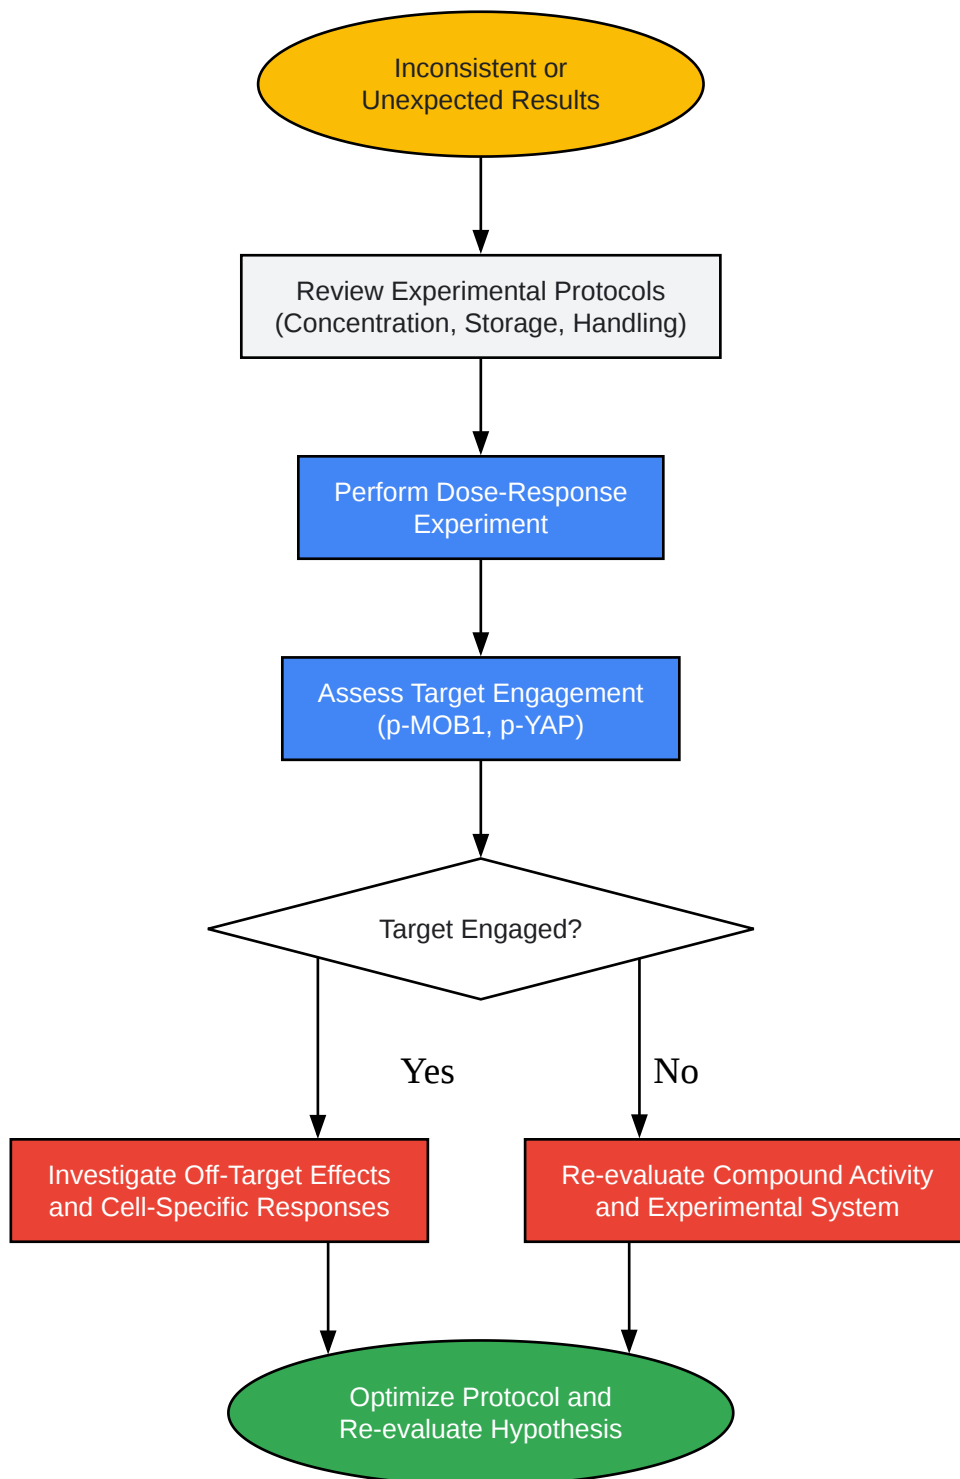 Inconsistent or
Unexpected Results
Review Experimental Protocols
(Concentration, Storage, Handling)
Perform Dose-Response
Experiment
Assess Target Engagement
(p-MOB1, p-YAP)
Target Engaged?
Yes
No
Investigate Off-Target Effects
and Cell-Specific Responses
Re-evaluate Compound Activity
and Experimental System
Optimize Protocol and
Re-evaluate Hypothesis